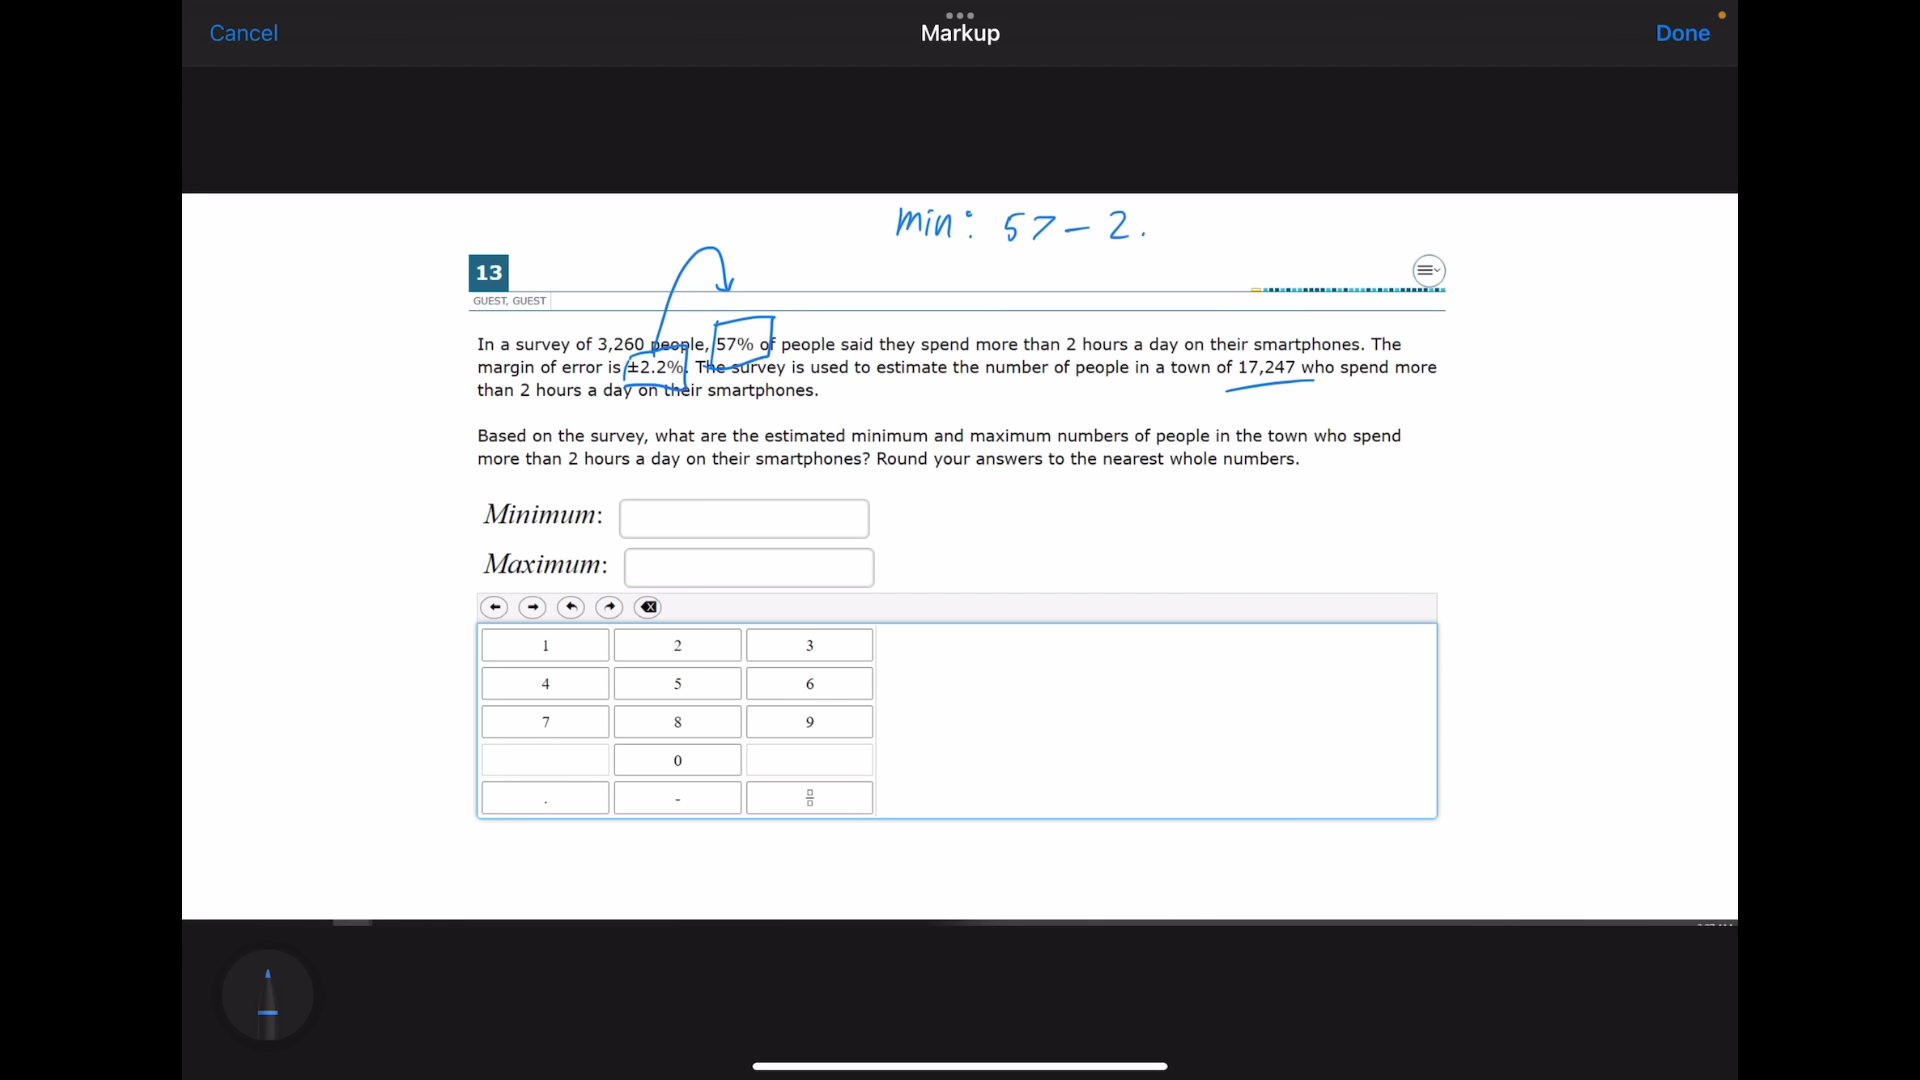 Cancel
Markup
Done
min: 57 - 2.
13
GUEST, GUEST
In a survey of 3,260 people, 57% of people said they spend more than 2 hours a day on their smartphones. The
margin of error is ±2.2%. The survey is used to estimate the number of people in a town of 17,247 who spend more
than 2 hours a day on their smartphones.
Based on the survey, what are the estimated minimum and maximum numbers of people in the town who spend
more than 2 hours a day on their smartphones? Round your answers to the nearest whole numbers.
Minimum:
Maximum:
1 2 3
4 5 6
7 8 9
0
. -